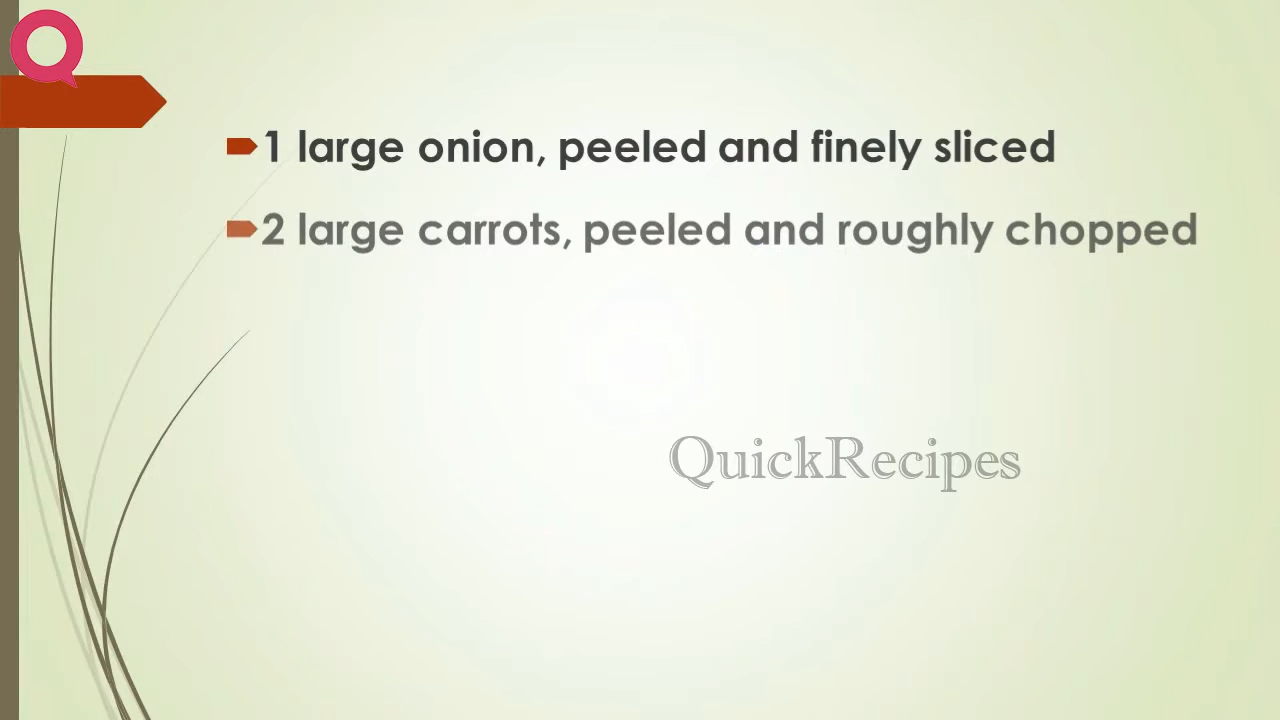 1 large onion, peeled and finely sliced
2 large carrots, peeled and roughly chopped
QuickRecipes